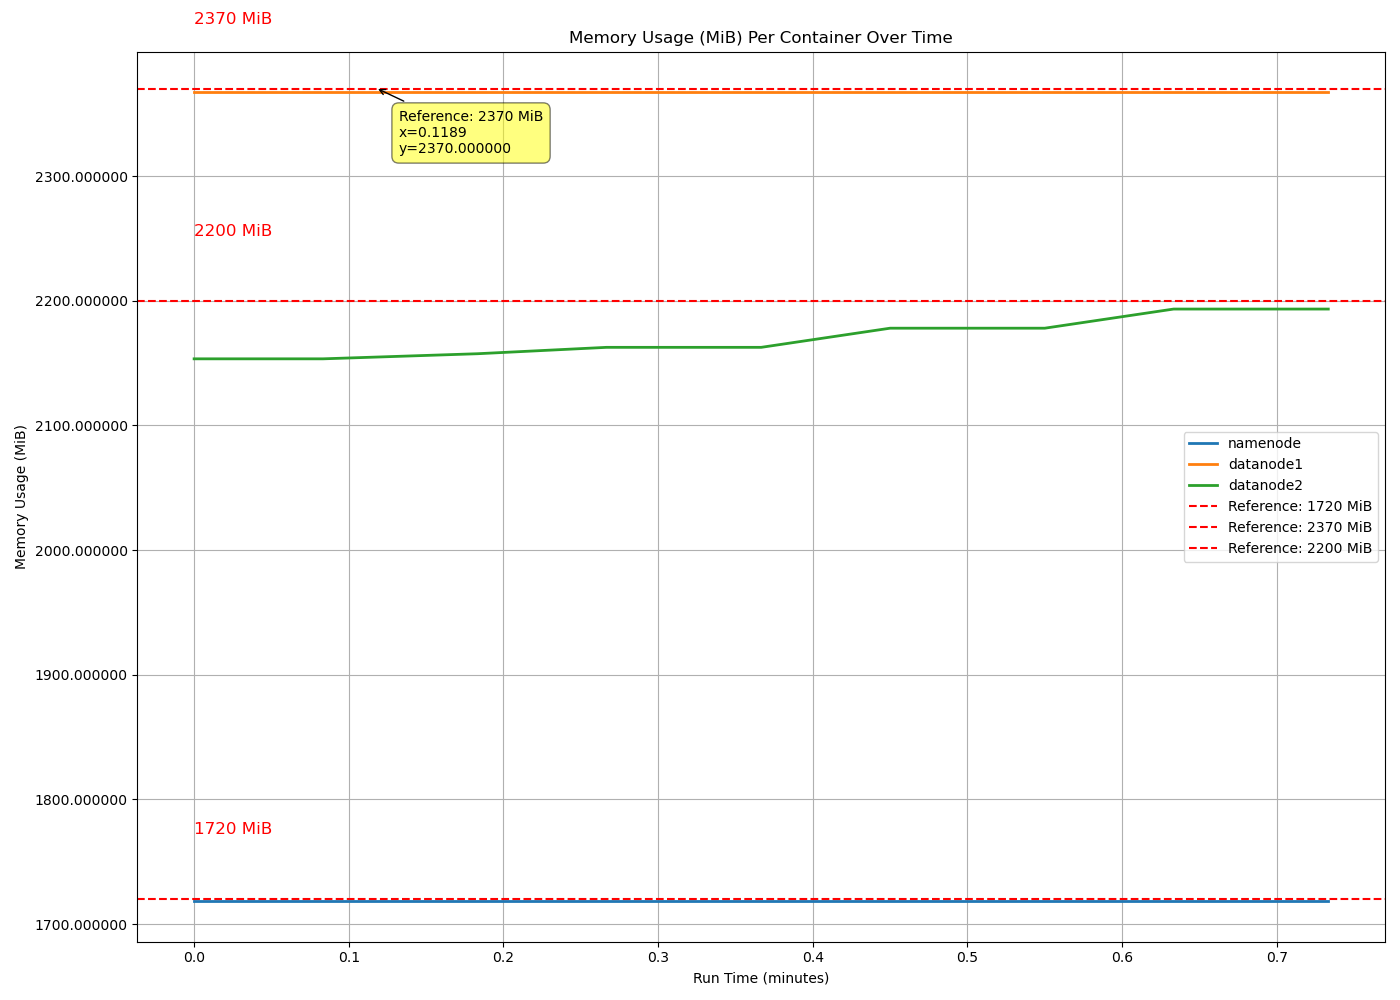 2370 MiB
Memory Usage (MiB) Per Container Over Time
Reference: 2370 MiB
x=0.1189
y=2370.000000
2300.000000
2200 MiB
2200.000000
2100.000000
Memory Usage (MiB)
namenode
datanode1
datanode2
Reference: 1720 MiB
Reference: 2370 MiB
Reference: 2200 MiB
2000.000000
1900.000000
1800.000000
1720 MiB
1700.000000
0.0 0.1 0.2 0.3 0.4 0.5 0.6 0.7
Run Time (minutes)